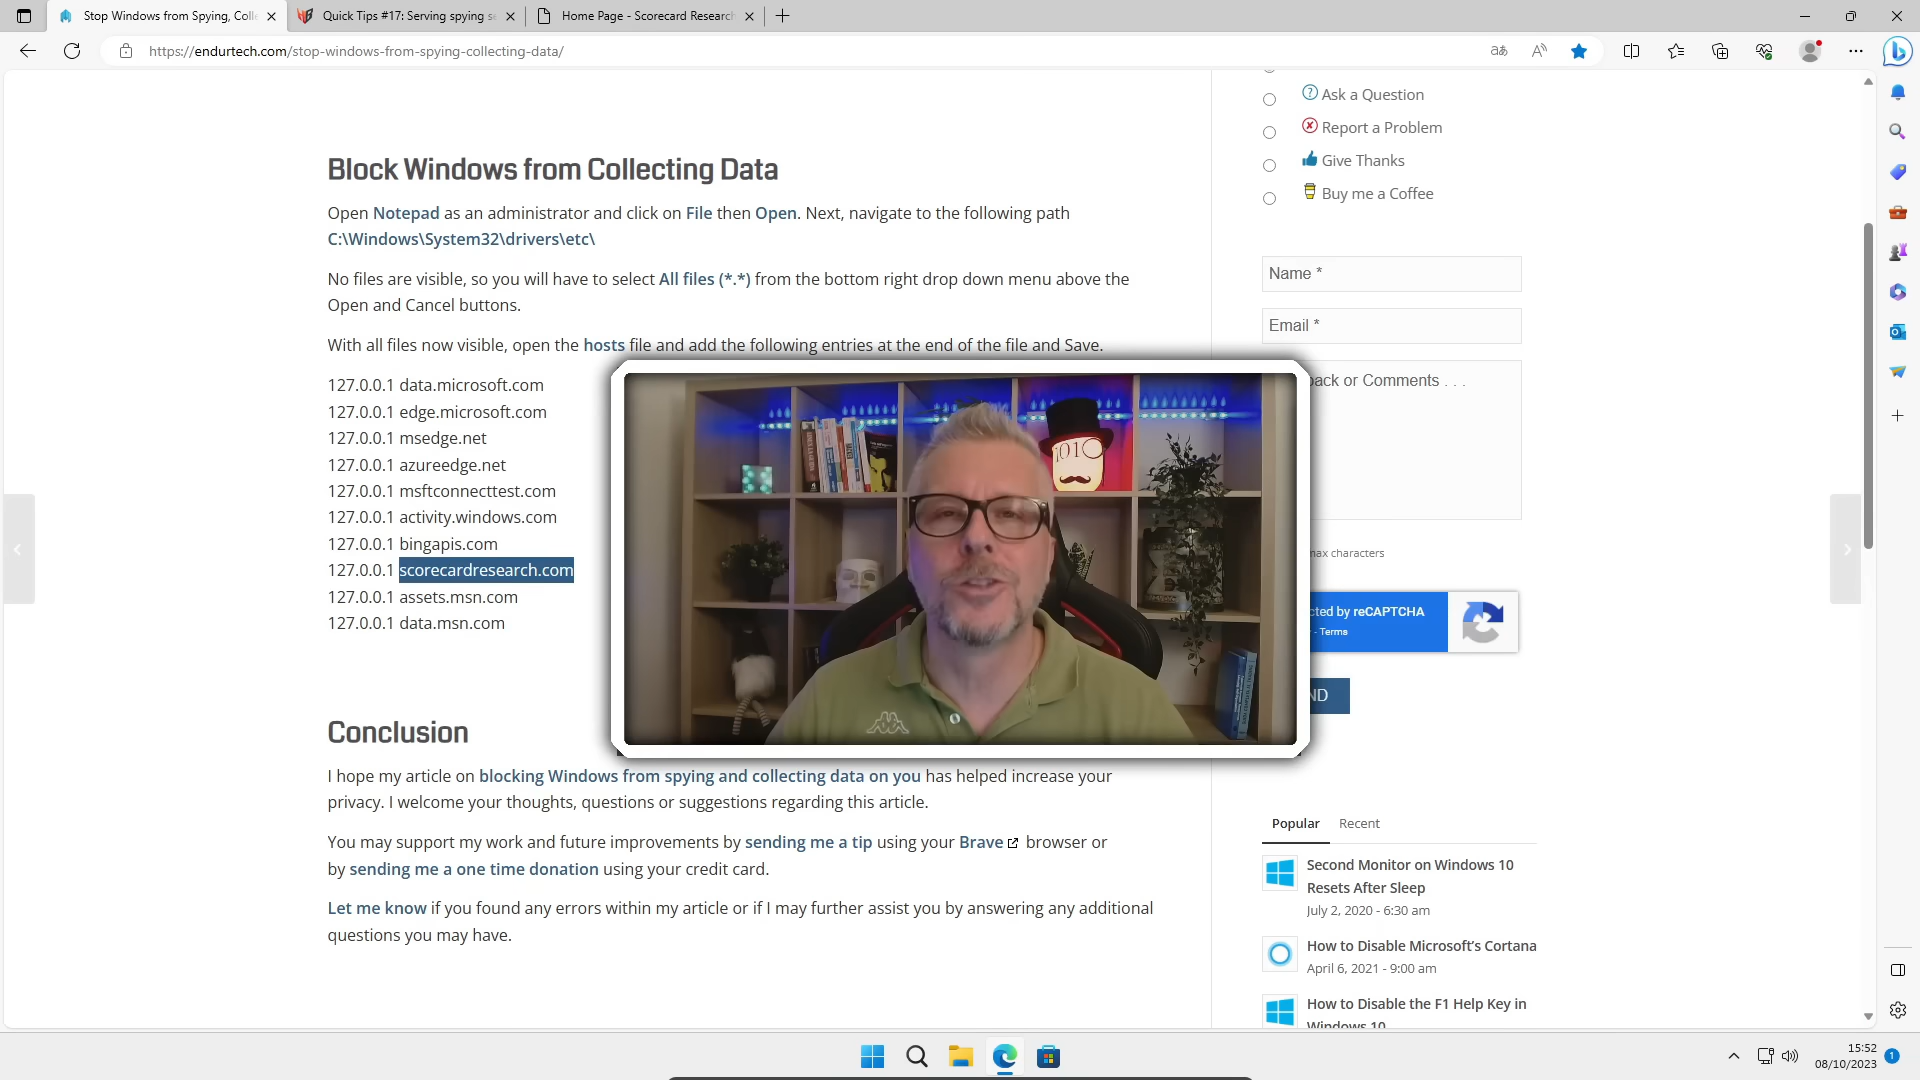 Stop Windows from Spying, Colle
Quick Tips #17: Serving spying se
Home Page - Scorecard Research
https://endurtech.com/stop-windows-from-spying-collecting-data/
Ask a Question
Report a Problem
Give Thanks
Buy me a Coffee
Block Windows from Collecting Data
Open Notepad as an administrator and click on File then Open. Next, navigate to the following path
C:\Windows\System32\drivers\etc\
No files are visible, so you will have to select All files (*.*) from the bottom right drop down menu above the
Open and Cancel buttons.
With all files now visible, open the hosts file and add the following entries at the end of the file and Save.
127.0.0.1 data.microsoft.com
127.0.0.1 edge.microsoft.com
127.0.0.1 msedge.net
127.0.0.1 azureedge.net
127.0.0.1 msftconnecttest.com
127.0.0.1 activity.windows.com
127.0.0.1 bingapis.com
127.0.0.1 scorecardresearch.com
127.0.0.1 assets.msn.com
127.0.0.1 data.msn.com
Name *
Email *
back or Comments . . .
max characters
cted by reCAPTCHA
- Terms
ND
1010
Conclusion
I hope my article on blocking Windows from spying and collecting data on you has helped increase your
privacy. I welcome your thoughts, questions or suggestions regarding this article.
You may support my work and future improvements by sending me a tip using your Brave browser or
by sending me a one time donation using your credit card.
Let me know if you found any errors within my article or if I may further assist you by answering any additional
questions you may have.
Popular Recent
Second Monitor on Windows 10
Resets After Sleep
July 2, 2020 - 6:30 am
How to Disable Microsoft's Cortana
April 6, 2021 - 9:00 am
How to Disable the F1 Help Key in
Windows 10
15:52
08/10/2023
1